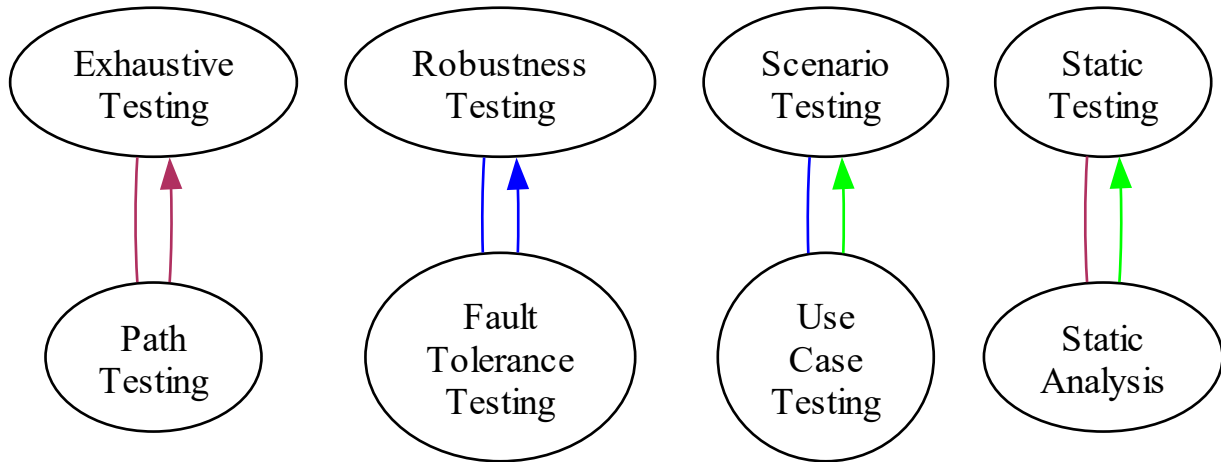 Exhaustive
Testing
Robustness
Testing
Scenario
Testing
Static
Testing
Path
Testing
Fault
Tolerance
Testing
Use
Case
Testing
Static
Analysis